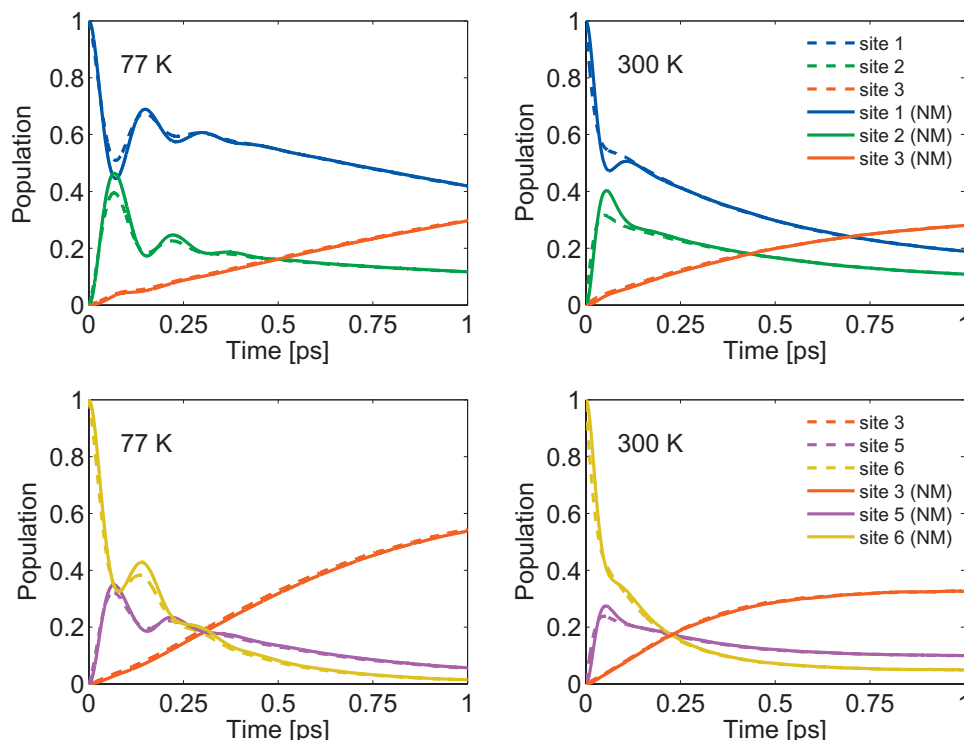 1
0.8
0.6
0.4
0.2
0
Population
77 K
0
0.25
0.5
0.75
1
Time [ps]
1
0.8
0.6
0.4
0.2
0
Population
300 K
site 1
site 2
site 3
site 1 (NM)
site 2 (NM)
site 3 (NM)
0
0.25
0.5
0.75
1
Time [ps]
1
0.8
0.6
0.4
0.2
0
Population
77 K
0
0.25
0.5
0.75
1
Time [ps]
1
0.8
0.6
0.4
0.2
0
Population
300 K
site 3
site 5
site 6
site 3 (NM)
site 5 (NM)
site 6 (NM)
0
0.25
0.5
0.75
1
Time [ps]